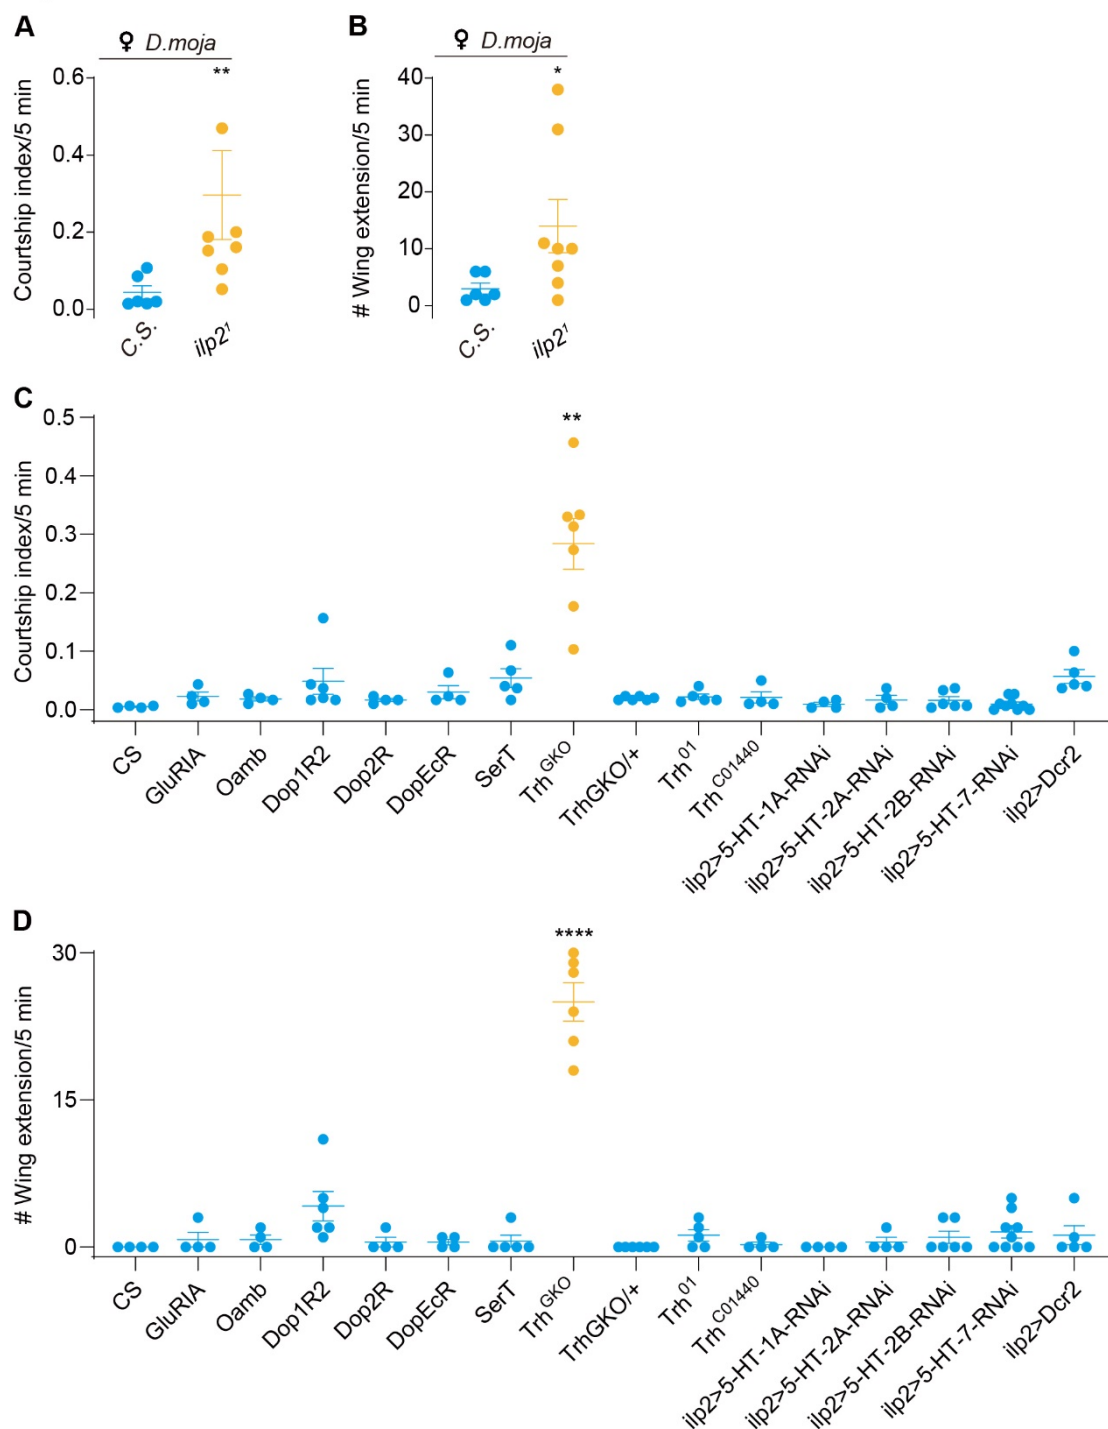 A
♀ D.moja
**
Courtship index/5 min
0.6
0.4
0.2
0.0
C.S.
ilp2¹
B
♀ D.moja
*
# Wing extension/5 min
40
30
20
10
0
C.S.
ilp2¹
C
**
Courtship index/5 min
0.5
0.4
0.3
0.2
0.1
0.0
CS
GluRIA
Oamb
Dop1R2
Dop2R
DopEcR
SerT
Trh^GKO
TrhGKO/+
Trh⁰¹
Trh^C01440
ilp2>5-HT-1A-RNAi
ilp2>5-HT-2A-RNAi
ilp2>5-HT-2B-RNAi
ilp2>5-HT-7-RNAi
ilp2>Dcr2
D
****
# Wing extension/5 min
30
15
0
CS
GluRIA
Oamb
Dop1R2
Dop2R
DopEcR
SerT
Trh^GKO
TrhGKO/+
Trh⁰¹
Trh^C01440
ilp2>5-HT-1A-RNAi
ilp2>5-HT-2A-RNAi
ilp2>5-HT-2B-RNAi
ilp2>5-HT-7-RNAi
ilp2>Dcr2